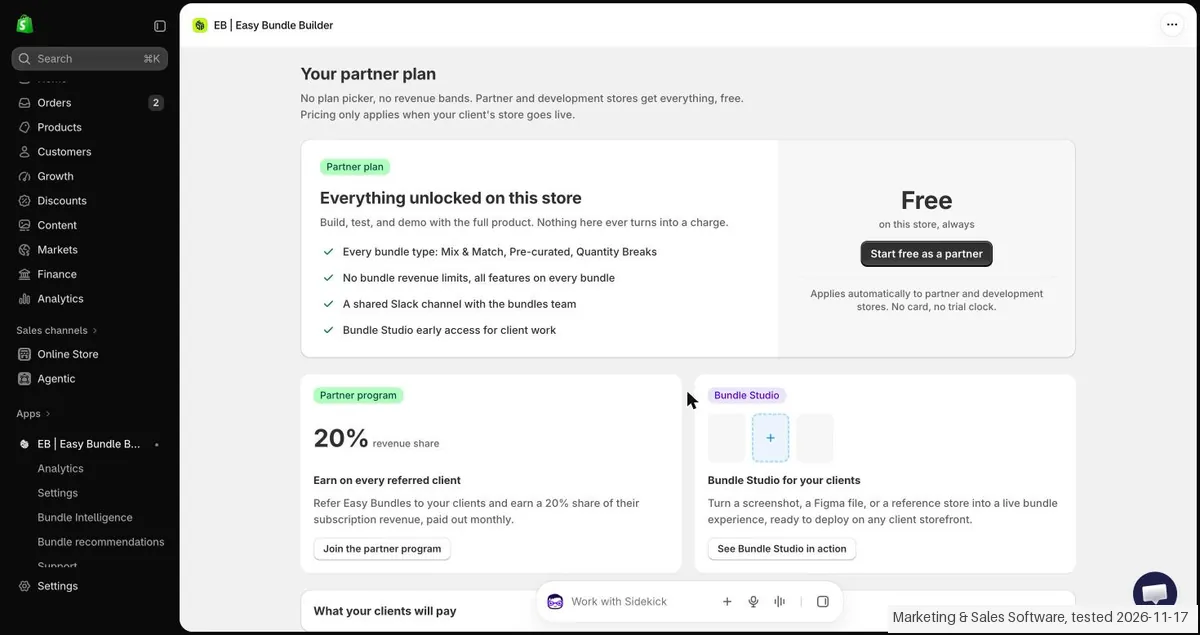 EB | Easy Bundle Builder
Search ⌘K
Orders 2
Products
Customers
Growth
Discounts
Content
Markets
Finance
Analytics
Sales channels
Online Store
Agentic
Apps
EB | Easy Bundle B...
Analytics
Settings
Bundle Intelligence
Bundle recommendations
Support
Settings
Your partner plan
No plan picker, no revenue bands. Partner and development stores get everything, free.
Pricing only applies when your client's store goes live.
Partner plan
Everything unlocked on this store
Build, test, and demo with the full product. Nothing here ever turns into a charge.
Every bundle type: Mix & Match, Pre-curated, Quantity Breaks
No bundle revenue limits, all features on every bundle
A shared Slack channel with the bundles team
Bundle Studio early access for client work
Free
on this store, always
Start free as a partner
Applies automatically to partner and development
stores. No card, no trial clock.
Partner program
20% revenue share
Earn on every referred client
Refer Easy Bundles to your clients and earn a 20% share of their
subscription revenue, paid out monthly.
Join the partner program
Bundle Studio
Bundle Studio for your clients
Turn a screenshot, a Figma file, or a reference store into a live bundle
experience, ready to deploy on any client storefront.
See Bundle Studio in action
What your clients will pay
Work with Sidekick
Marketing & Sales Software, tested 2026-11-17